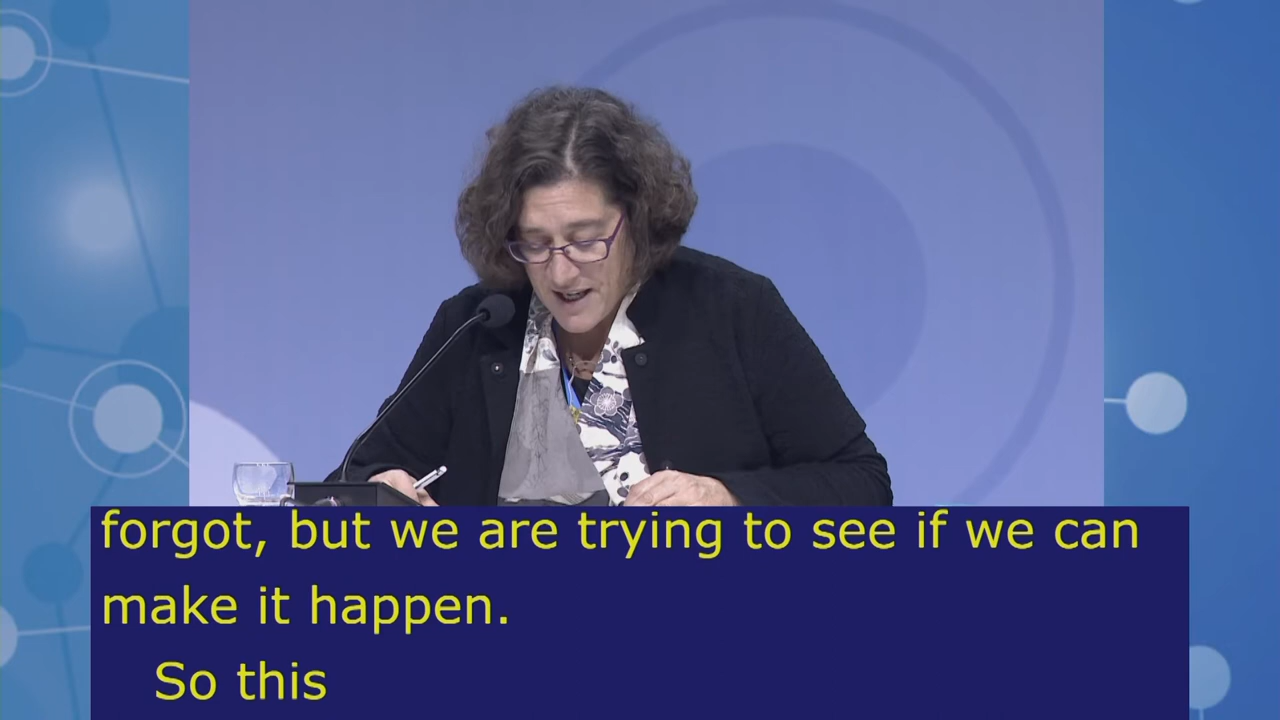 forgot, but we are trying to see if we can
make it happen.
So this